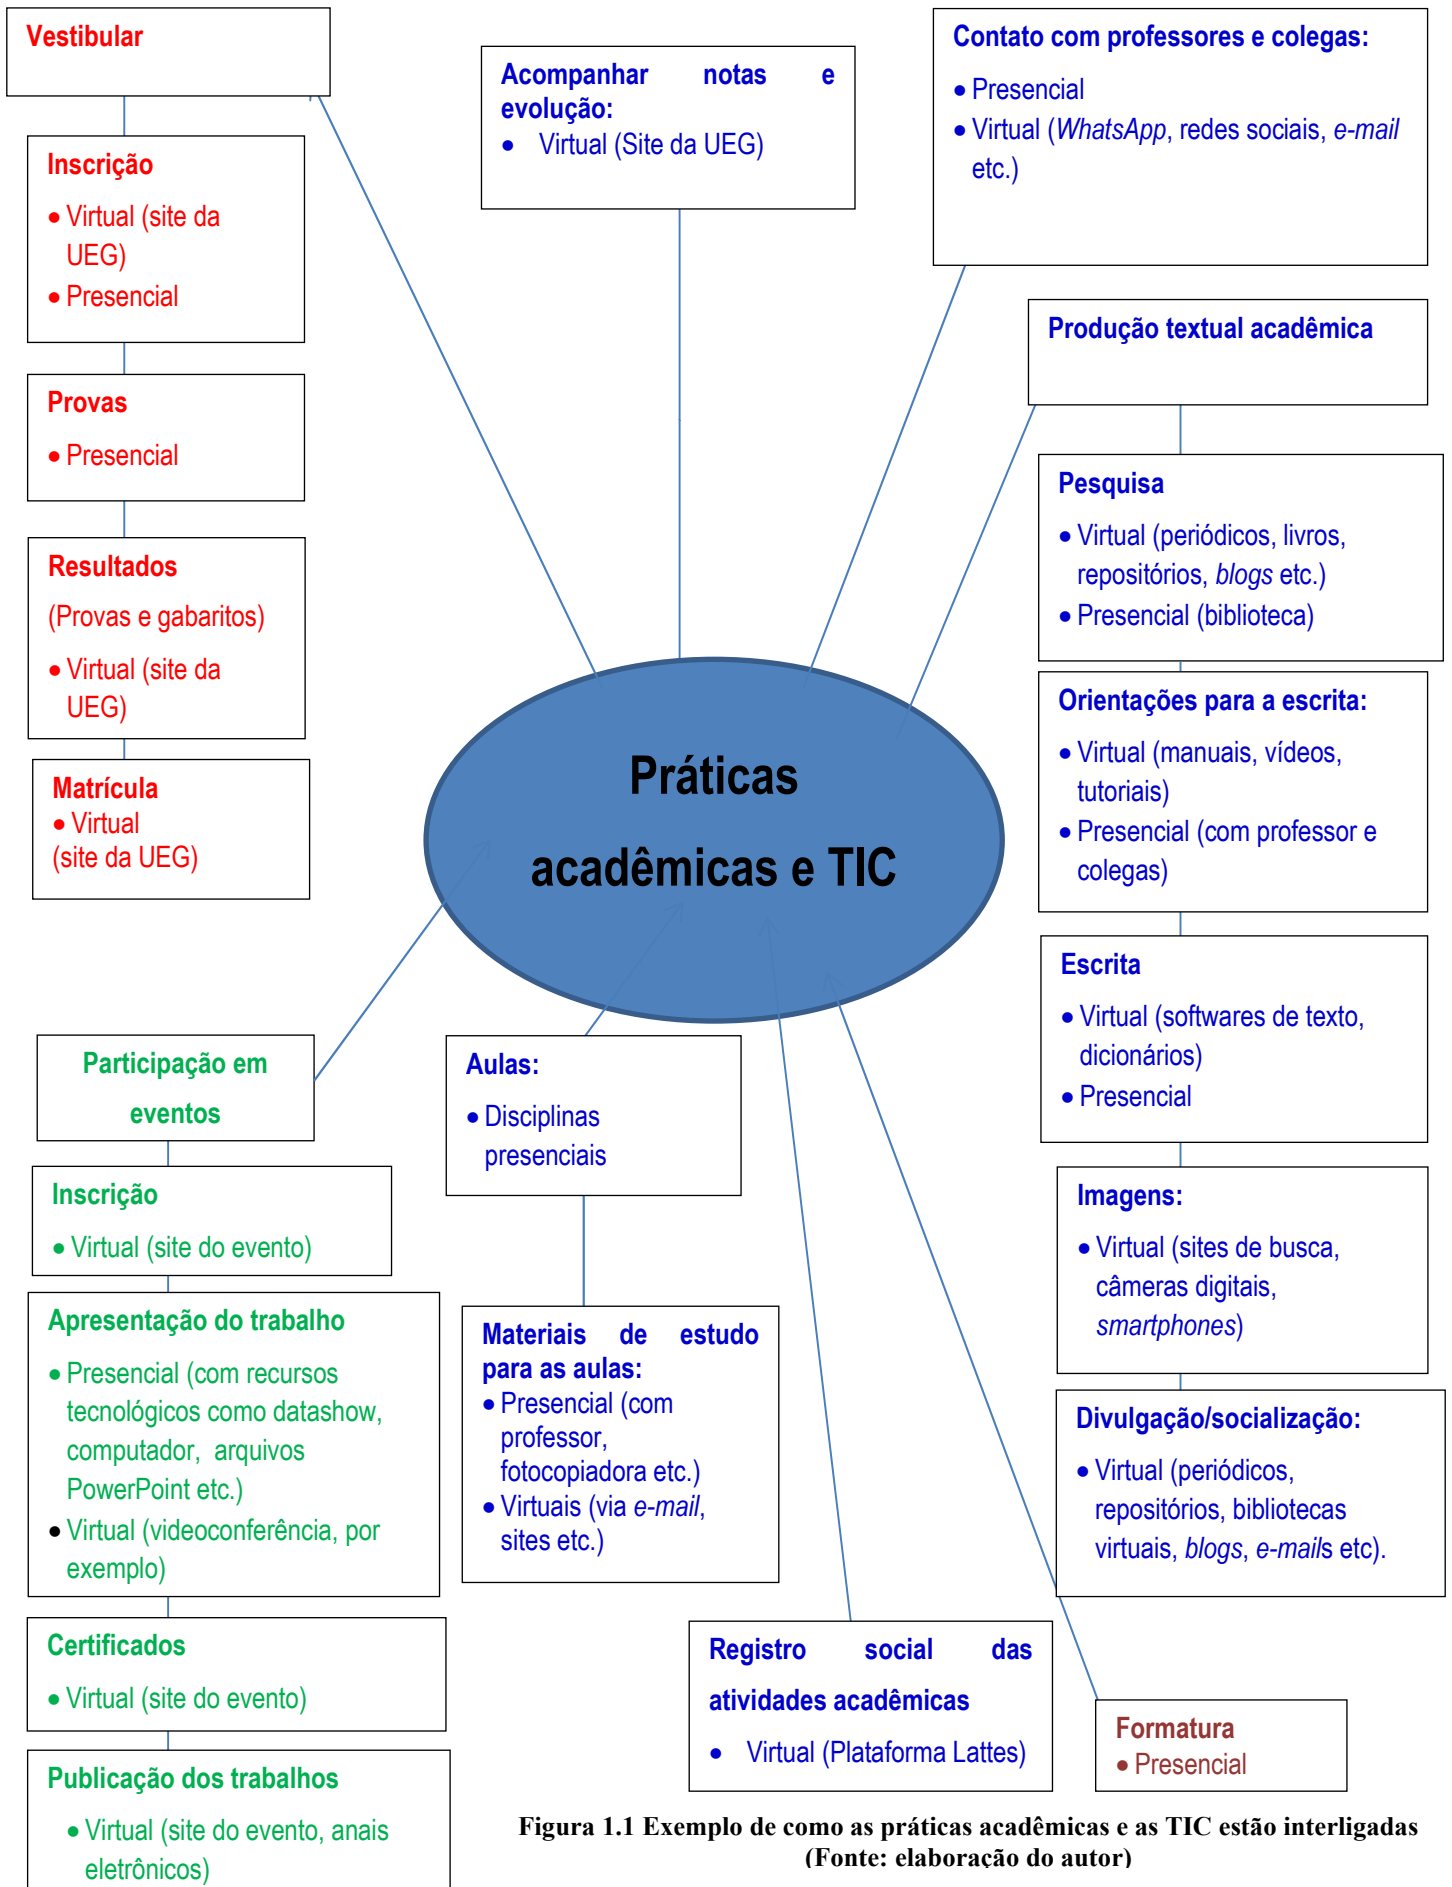 Vestibular
Inscrição
• Virtual (site da
UEG)
• Presencial
Provas
• Presencial
Resultados
(Provas e gabaritos)
• Virtual (site da
UEG)
Matrícula
• Virtual
(site da UEG)
Acompanhar notas e
evolução:
• Virtual (Site da UEG)
Contato com professores e colegas:
• Presencial
• Virtual (WhatsApp, redes sociais, e-mail
etc.)
Produção textual acadêmica
Pesquisa
• Virtual (periódicos, livros,
repositórios, blogs etc.)
• Presencial (biblioteca)
Orientações para a escrita:
• Virtual (manuais, vídeos,
tutoriais)
• Presencial (com professor e
colegas)
Escrita
• Virtual (softwares de texto,
dicionários)
• Presencial
Imagens:
• Virtual (sites de busca,
câmeras digitais,
smartphones)
Divulgação/socialização:
• Virtual (periódicos,
repositórios, bibliotecas
virtuais, blogs, e-mails etc).
Práticas
acadêmicas e TIC
Participação em
eventos
Inscrição
• Virtual (site do evento)
Apresentação do trabalho
• Presencial (com recursos
tecnológicos como datashow,
computador, arquivos
PowerPoint etc.)
• Virtual (videoconferência, por
exemplo)
Certificados
• Virtual (site do evento)
Publicação dos trabalhos
• Virtual (site do evento, anais
eletrônicos)
Aulas:
• Disciplinas
presenciais
Materiais de estudo
para as aulas:
• Presencial (com
professor,
fotocopiadora etc.)
• Virtuais (via e-mail,
sites etc.)
Registro social das
atividades acadêmicas
• Virtual (Plataforma Lattes)
Formatura
• Presencial
Figura 1.1 Exemplo de como as práticas acadêmicas e as TIC estão interligadas
(Fonte: elaboração do autor)